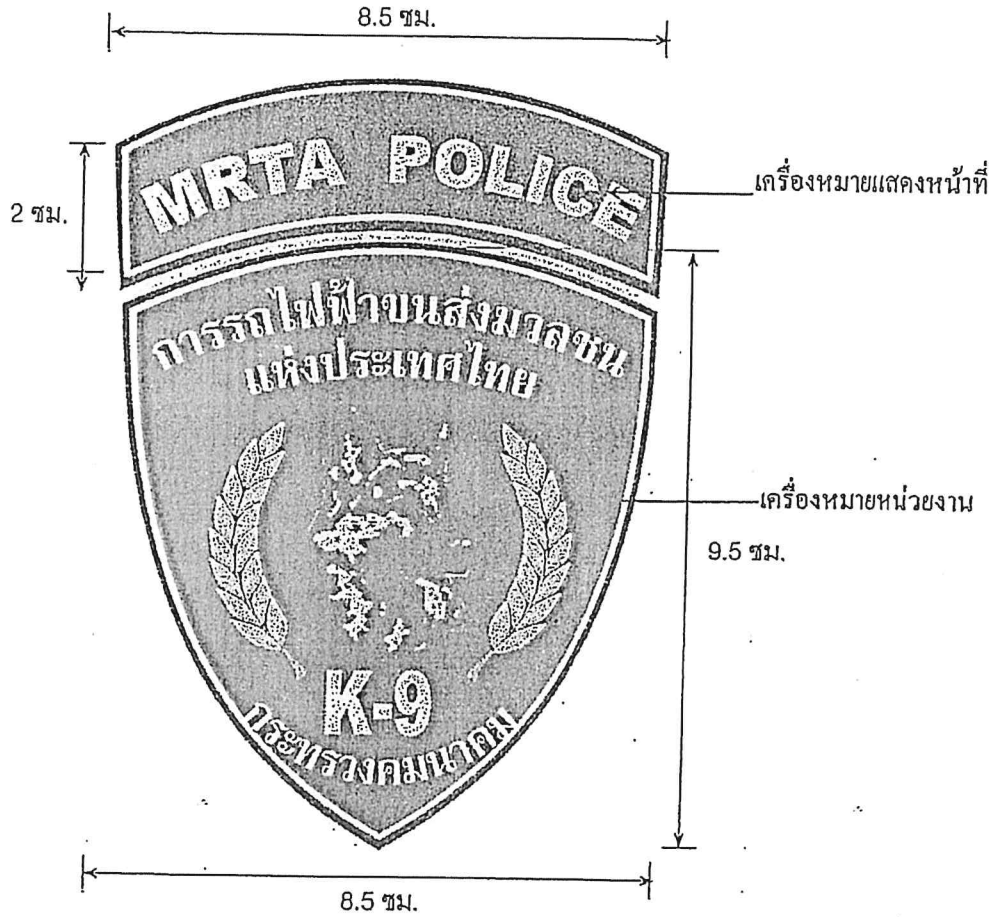 8.5 ซม.
MRTA POLICE
เครื่องหมายแสดงหน้าที่
2 ซม.
การรถไฟฟ้าขนส่งมวลชน
แห่งประเทศไทย
เครื่องหมายหน่วยงาน
9.5 ซม.
K-9
กระทรวงคมนาคม
8.5 ซม.